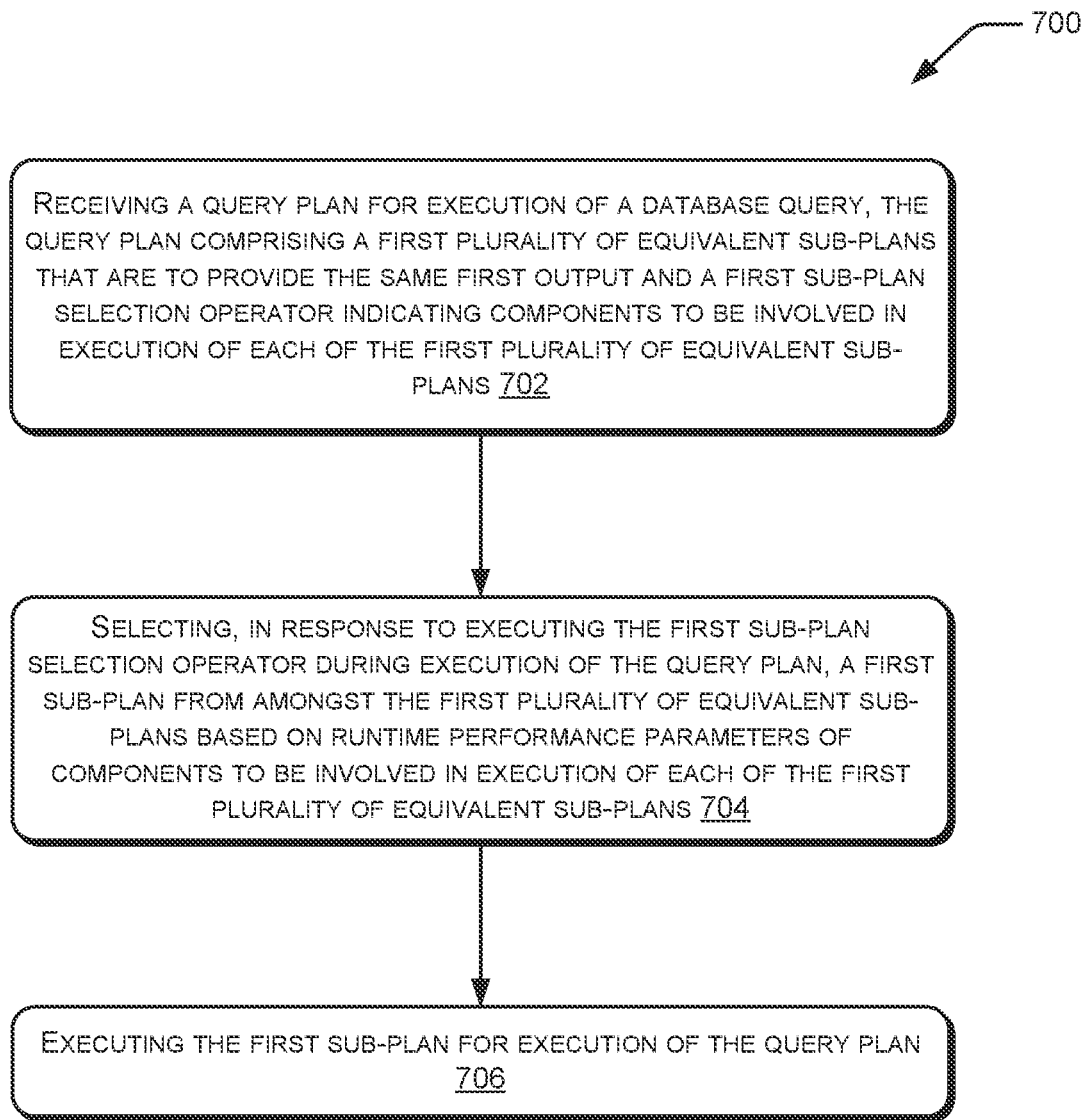 700
RECEIVING A QUERY PLAN FOR EXECUTION OF A DATABASE QUERY, THE
QUERY PLAN COMPRISING A FIRST PLURALITY OF EQUIVALENT SUB-PLANS
THAT ARE TO PROVIDE THE SAME FIRST OUTPUT AND A FIRST SUB-PLAN
SELECTION OPERATOR INDICATING COMPONENTS TO BE INVOLVED IN
EXECUTION OF EACH OF THE FIRST PLURALITY OF EQUIVALENT SUB-
PLANS 702
SELECTING, IN RESPONSE TO EXECUTING THE FIRST SUB-PLAN
SELECTION OPERATOR DURING EXECUTION OF THE QUERY PLAN, A FIRST
SUB-PLAN FROM AMONGST THE FIRST PLURALITY OF EQUIVALENT SUB-
PLANS BASED ON RUNTIME PERFORMANCE PARAMETERS OF
COMPONENTS TO BE INVOLVED IN EXECUTION OF EACH OF THE FIRST
PLURALITY OF EQUIVALENT SUB-PLANS 704
EXECUTING THE FIRST SUB-PLAN FOR EXECUTION OF THE QUERY PLAN
706